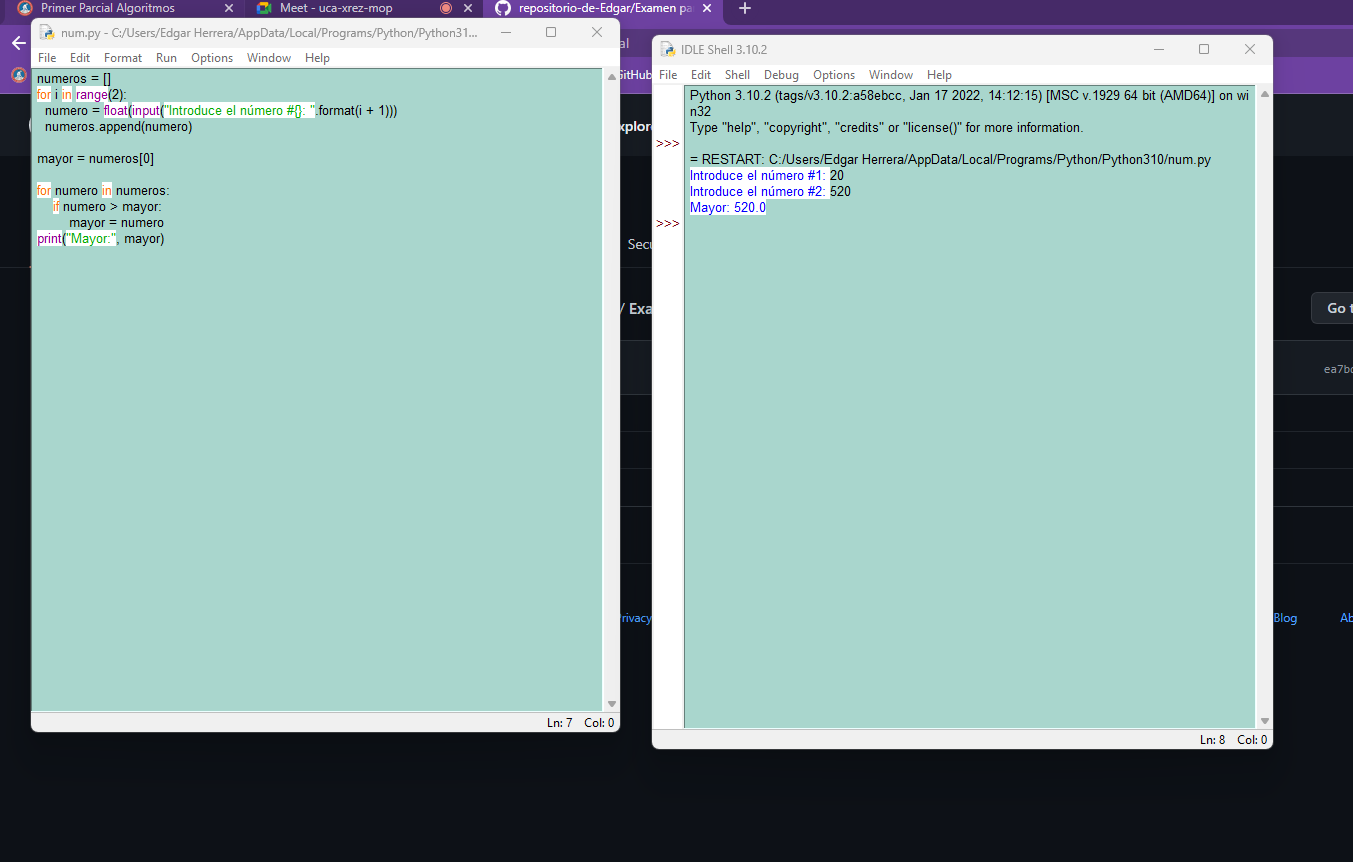 Primer Parcial Algoritmos
Meet - uca-xrez-mop
repositorio-de-Edgar/Examen pa
num.py - C:/Users/Edgar Herrera/AppData/Local/Programs/Python/Python31...
File Edit Format Run Options Window Help
numeros = []
for i in range(2):
numero = float(input("Introduce el número #{}: ".format(i + 1)))
numeros.append(numero)
mayor = numeros[0]
for numero in numeros:
if numero > mayor:
mayor = numero
print("Mayor:", mayor)
Ln: 7 Col: 0
al
GitHub
xplore
Secu
/ Exa
Privacy
IDLE Shell 3.10.2
File Edit Shell Debug Options Window Help
Python 3.10.2 (tags/v3.10.2:a58ebcc, Jan 17 2022, 14:12:15) [MSC v.1929 64 bit (AMD64)] on wi
n32
Type "help", "copyright", "credits" or "license()" for more information.
>>>
= RESTART: C:/Users/Edgar Herrera/AppData/Local/Programs/Python/Python310/num.py
Introduce el número #1: 20
Introduce el número #2: 520
Mayor: 520.0
>>>
Ln: 8 Col: 0
Go t
ea7bc
Blog
Ab